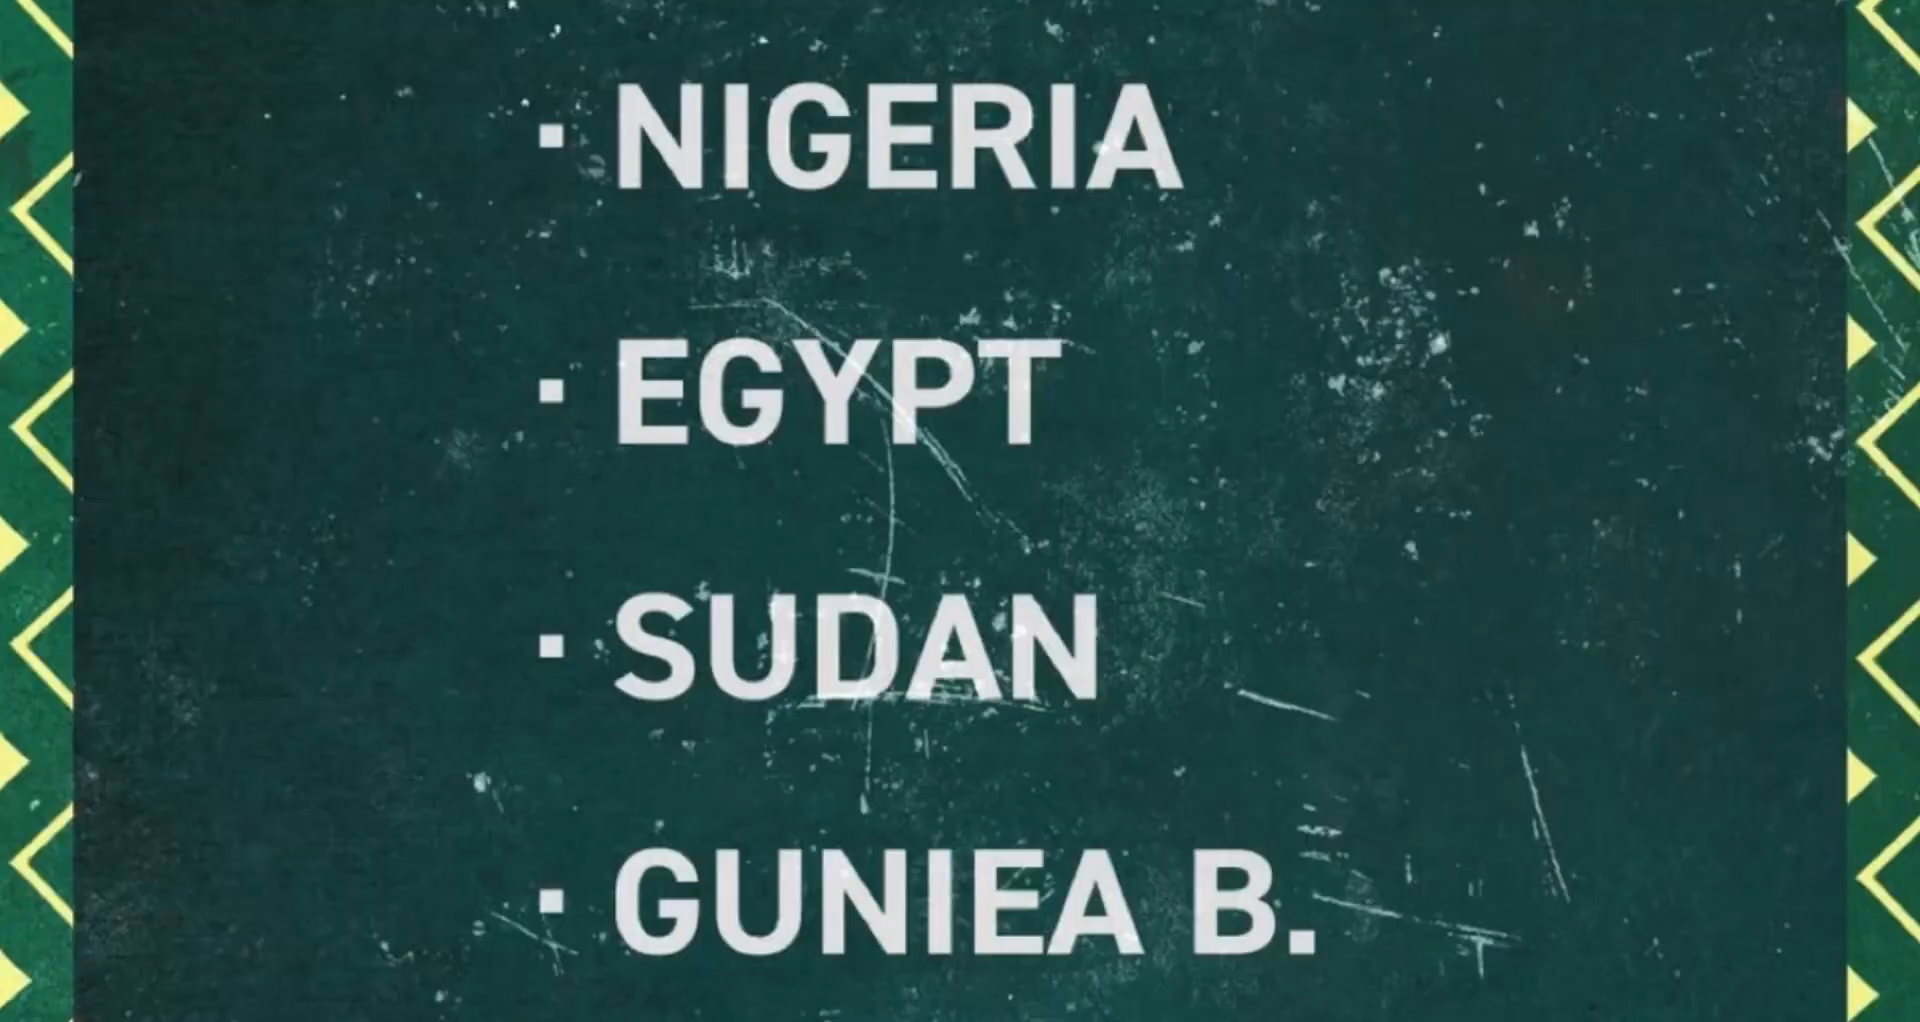 · NIGERIA
· EGYPT
· SUDAN
· GUNIEA B.